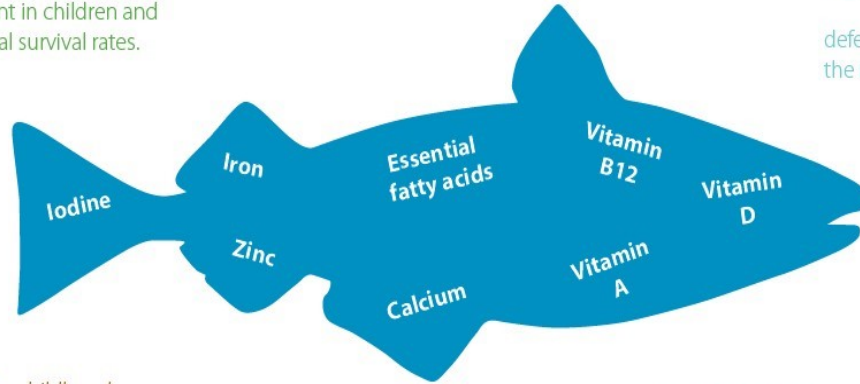 nt in children and
al survival rates.
defe
the
Iodine
Iron
Zinc
Essential
fatty acids
Calcium
Vitamin
B12
Vitamin
A
Vitamin
D